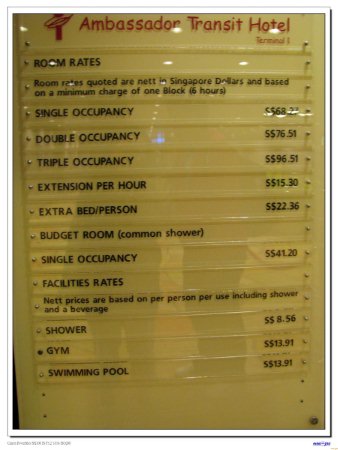 Ambassador Transit Hotel
Terminal 1
ROOM RATES
Room rates quoted are nett in Singapore Dollars and based
on a minimum charge of one Block (6 hours)
SINGLE OCCUPANCY
DOUBLE OCCUPANCY S$76.51
TRIPLE OCCUPANCY S$96.51
EXTENSION PER HOUR S$15.30
EXTRA BED/PERSON S$22.36
BUDGET ROOM (common shower)
SINGLE OCCUPANCY S$41.20
FACILITIES RATES
Nett prices are based on per person per use including shower
and a beverage
SHOWER S$ 8.56
GYM S$13.91
SWIMMING POOL S$13.91